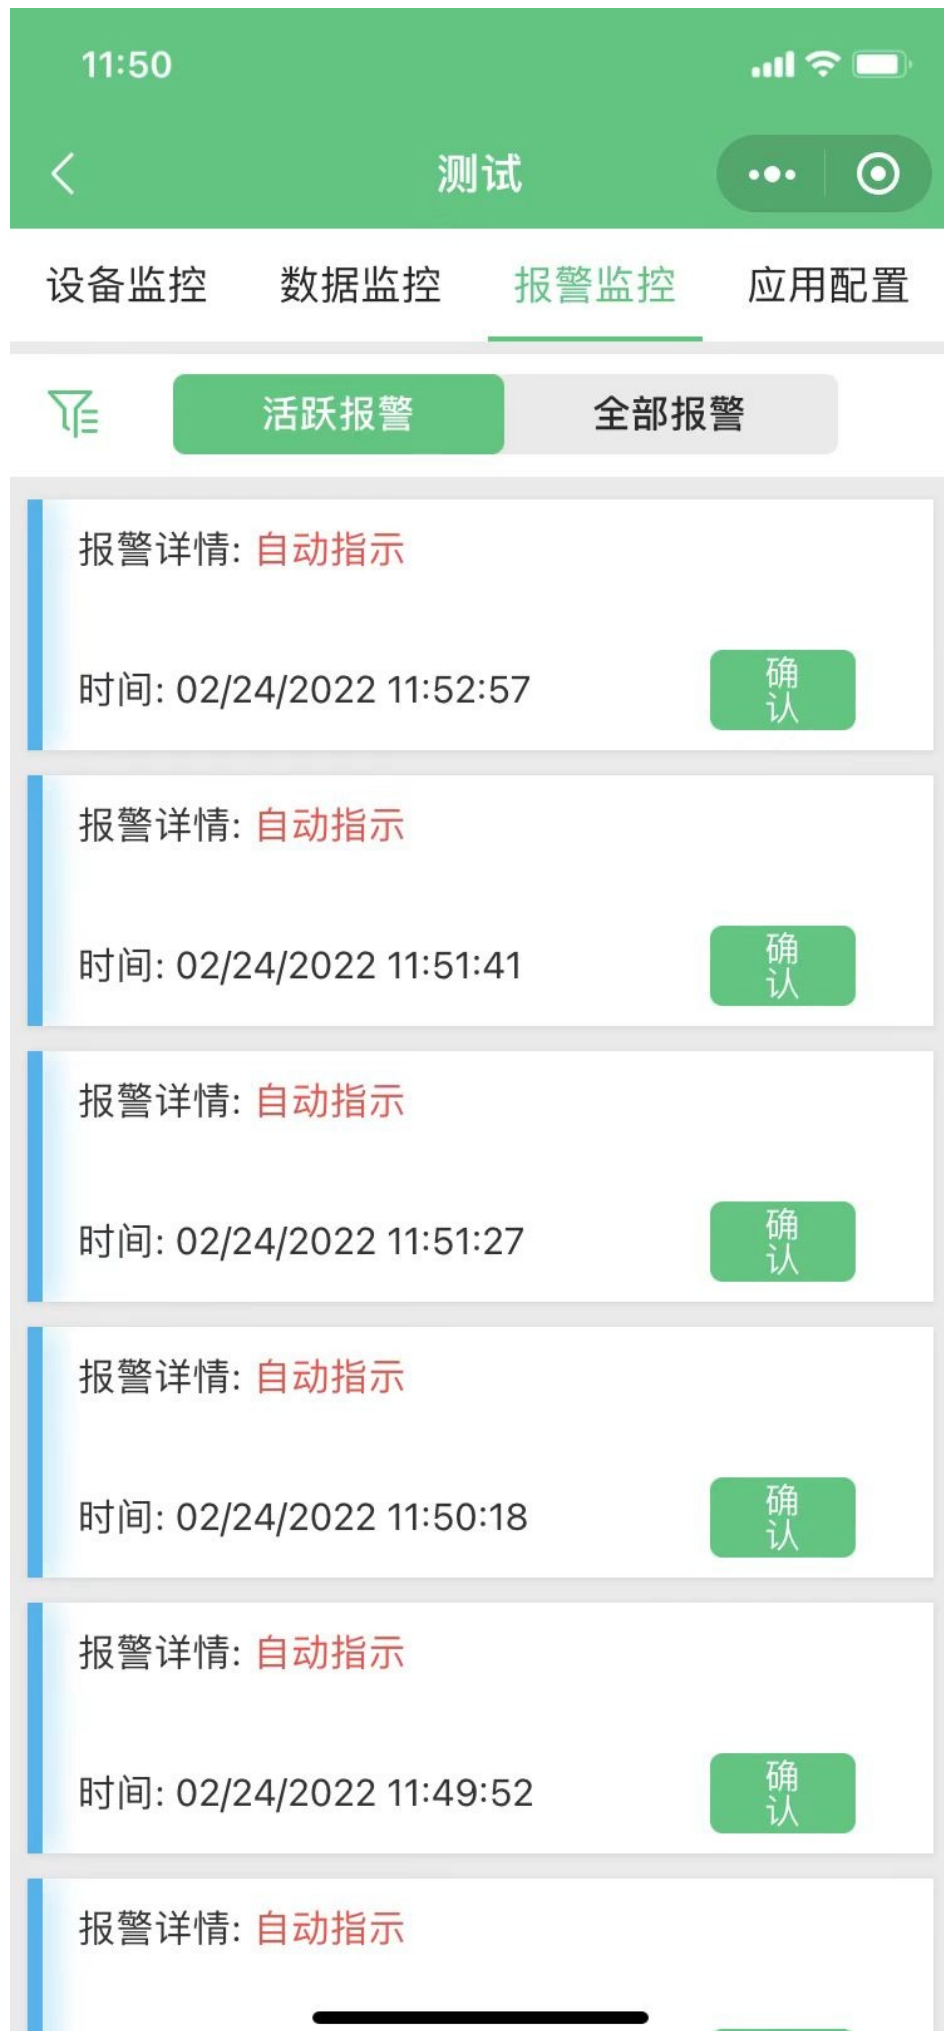 11:50
测试
设备监控 数据监控 报警监控 应用配置
活跃报警 全部报警
报警详情: 自动指示
时间: 02/24/2022 11:52:57
确
认
报警详情: 自动指示
时间: 02/24/2022 11:51:41
确
认
报警详情: 自动指示
时间: 02/24/2022 11:51:27
确
认
报警详情: 自动指示
时间: 02/24/2022 11:50:18
确
认
报警详情: 自动指示
时间: 02/24/2022 11:49:52
确
认
报警详情: 自动指示